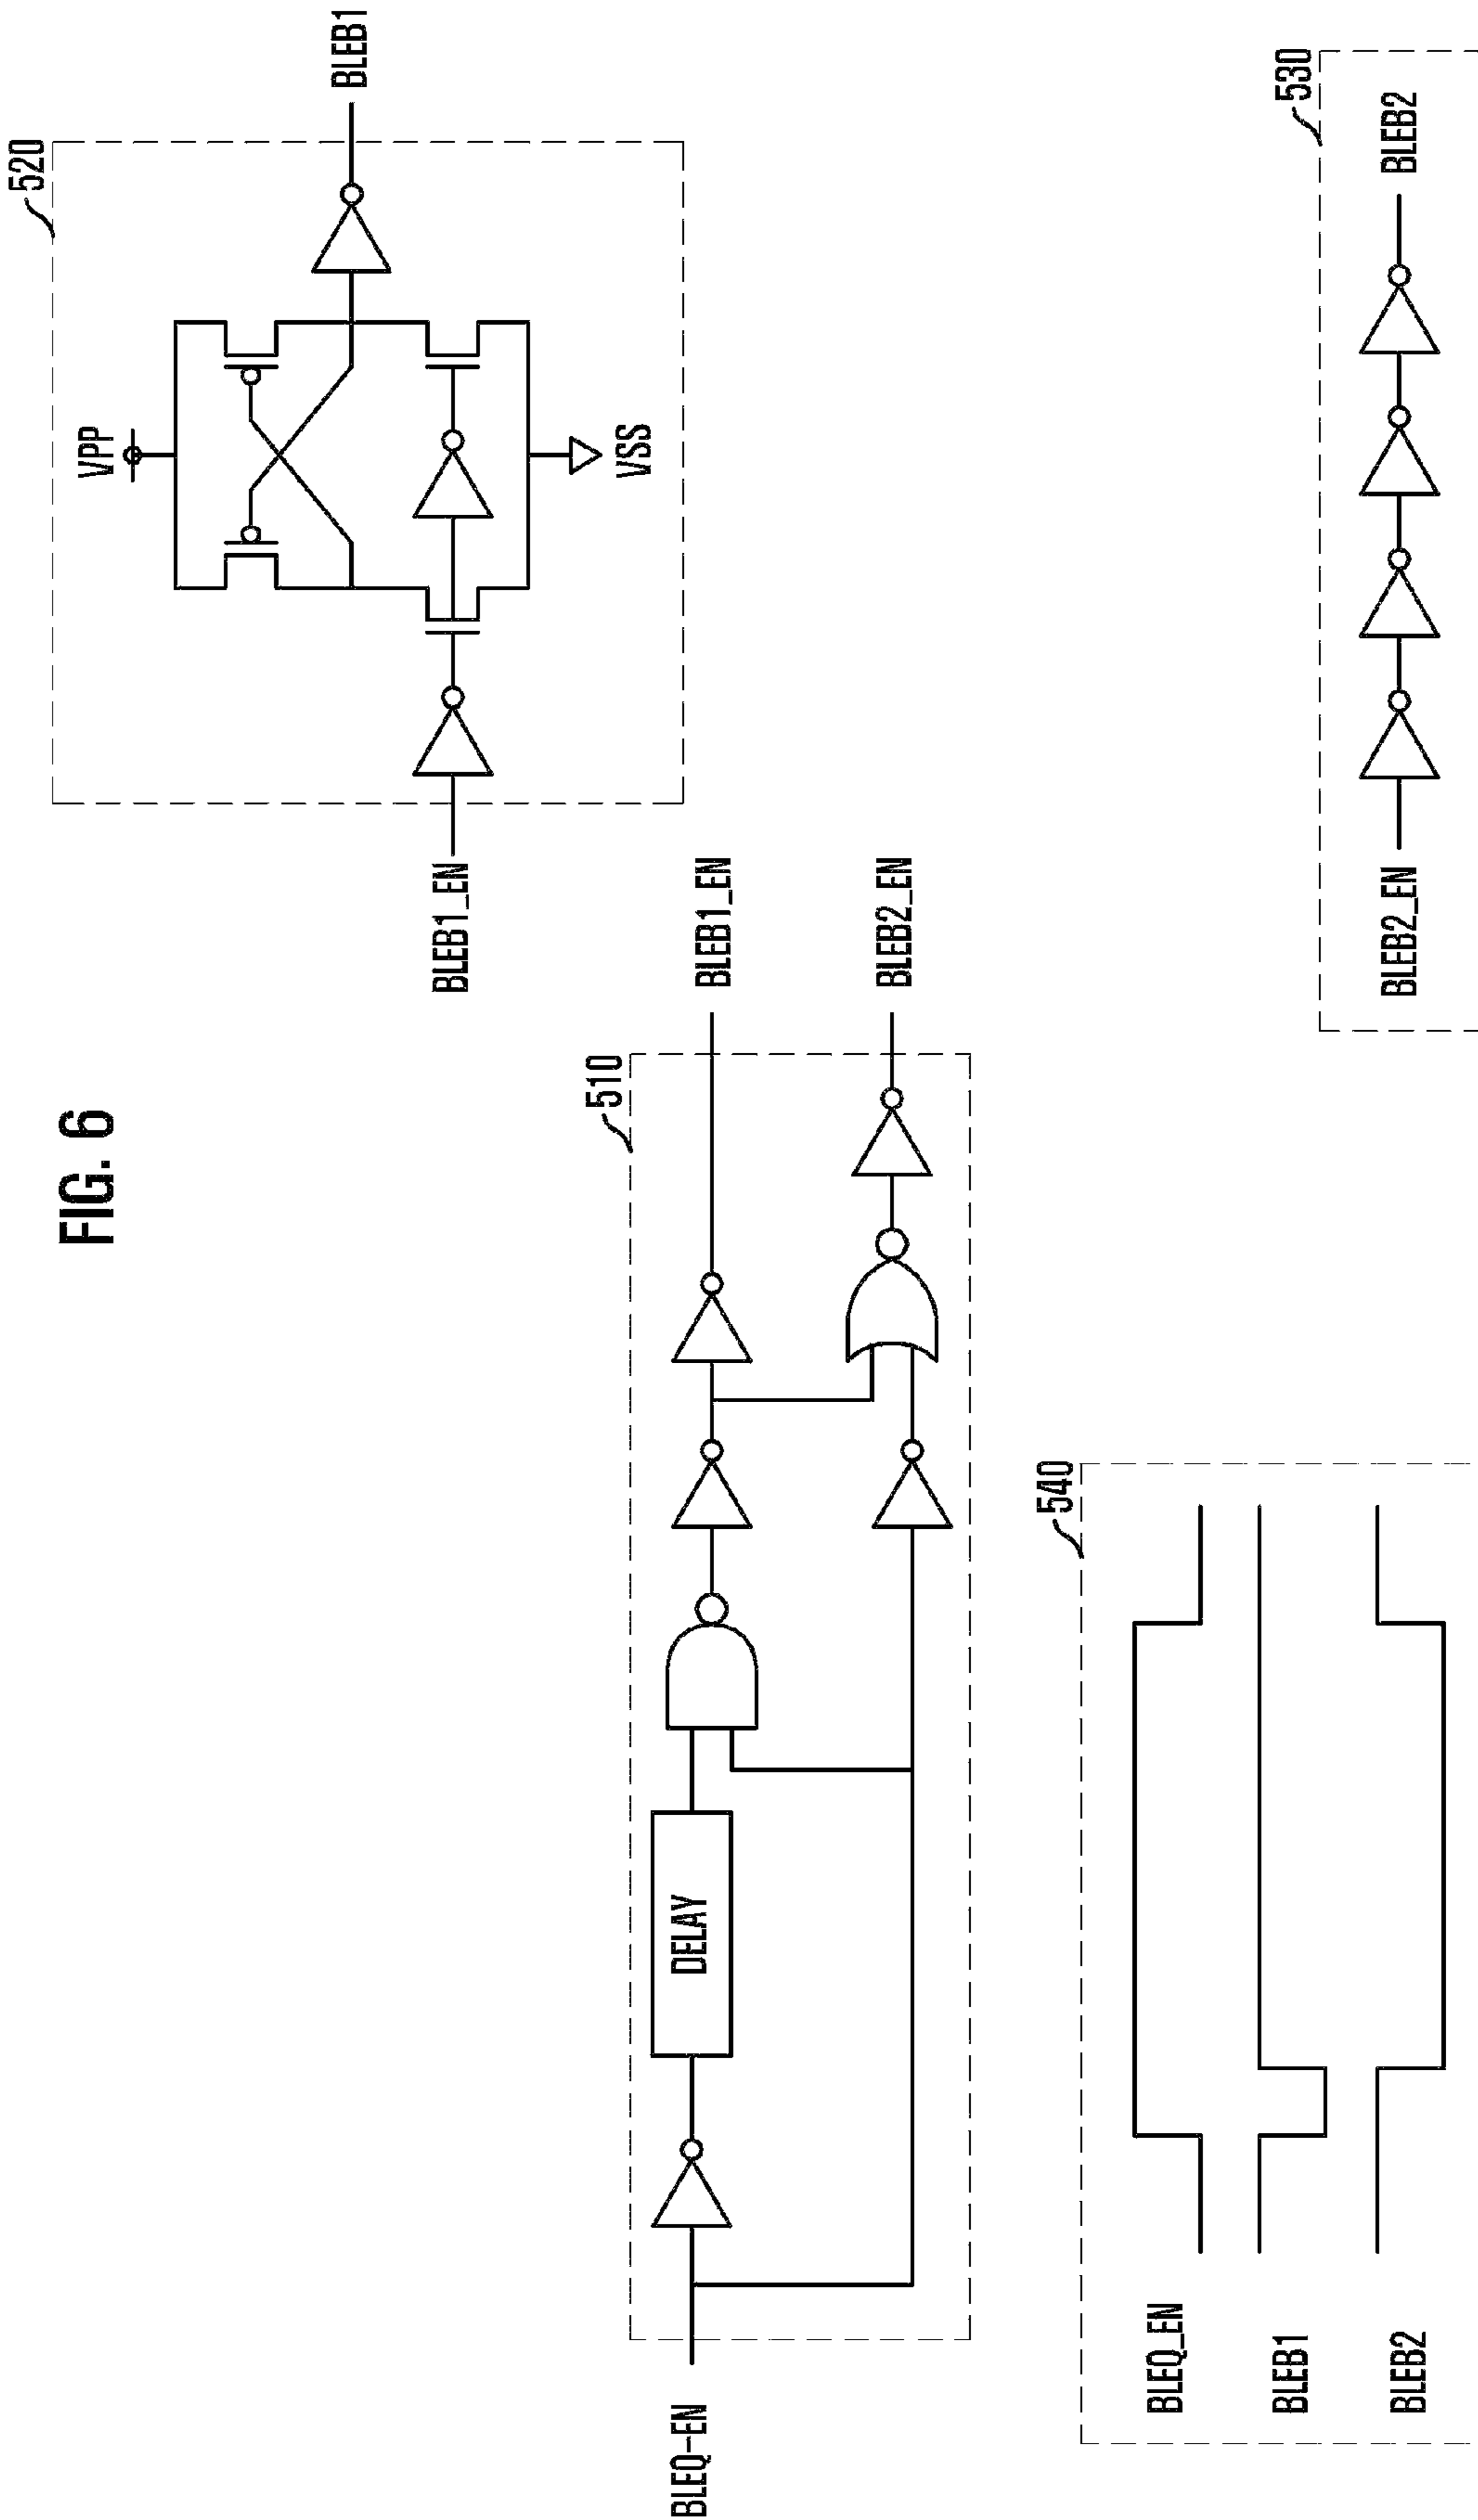 FIG. 6
510
BLEQ-EN
DELAY
BLEB1_EN
BLEB2_EN
520
VPP
BLEB1_EN
BLEB1
VSS
540
BLEQ_EN
BLEB1
BLEB2
530
BLEB2_EN
BLEB2